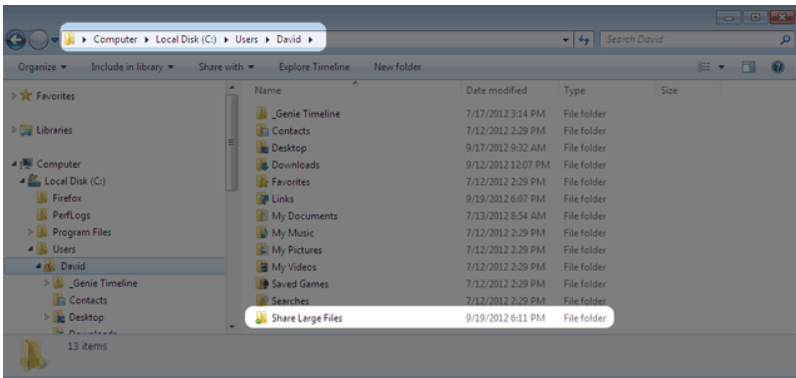 Computer Local Disk (C:) Users David
Search David
Organize Include in library Share with Explore Timeline New folder
Favorites
Libraries
Computer
Local Disk (C:)
Firefox
PerfLogs
Program Files
Users
David
_Genie Timeline
Contacts
Desktop
Downloads
Name Date modified Type Size
_Genie Timeline 7/17/2012 3:14 PM File folder
Contacts 7/12/2012 2:29 PM File folder
Desktop 9/17/2012 9:32 AM File folder
Downloads 9/12/2012 12:07 PM File folder
Favorites 7/12/2012 2:29 PM File folder
Links 9/19/2012 6:07 PM File folder
My Documents 7/13/2012 8:54 AM File folder
My Music 7/12/2012 2:29 PM File folder
My Pictures 7/12/2012 2:29 PM File folder
My Videos 7/12/2012 2:29 PM File folder
Saved Games 7/12/2012 2:29 PM File folder
Searches 7/12/2012 2:29 PM File folder
Share Large Files 9/19/2012 6:11 PM File folder
13 items